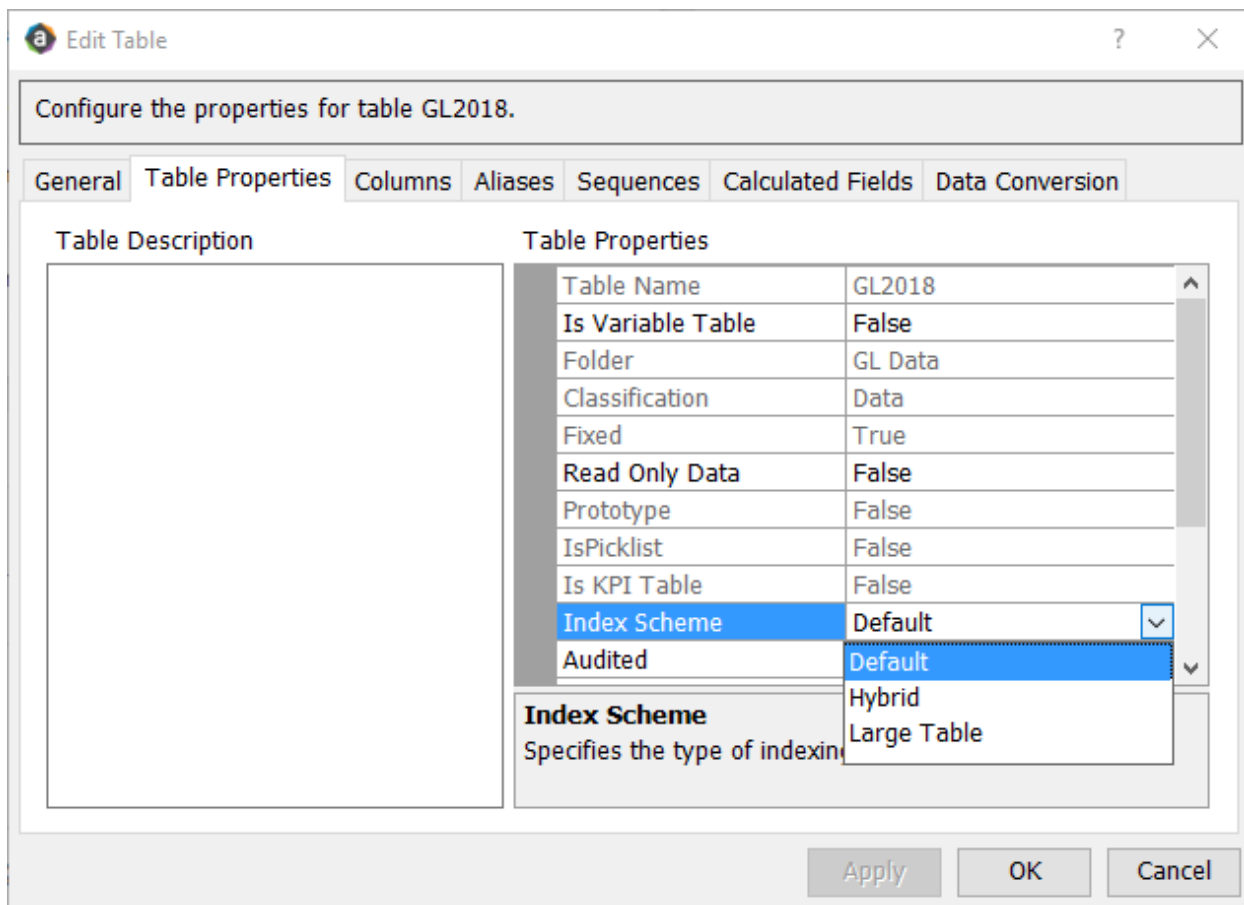 a Edit Table ?
Configure the properties for table GL2018.
General Table Properties Columns Aliases Sequences Calculated Fields Data Conversion
Table Description
Table Properties
Table Name GL2018
Is Variable Table False
Folder GL Data
Classification Data
Fixed True
Read Only Data False
Prototype False
IsPicklist False
Is KPI Table False
Index Scheme Default
Audited
Default
Hybrid
Large Table
Index Scheme
Specifies the type of indexing
Apply OK Cancel